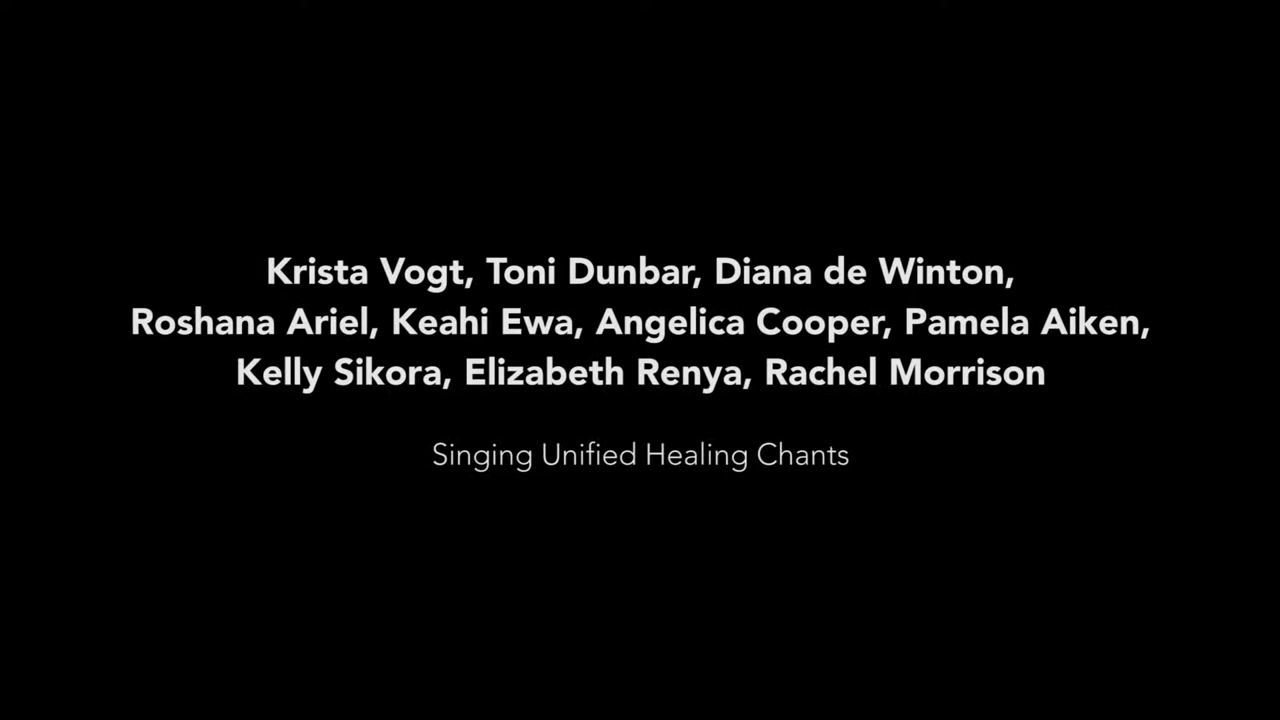 Krista Vogt, Toni Dunbar, Diana de Winton,
Roshana Ariel, Keahi Ewa, Angelica Cooper, Pamela Aiken,
Kelly Sikora, Elizabeth Renya, Rachel Morrison
Singing Unified Healing Chants